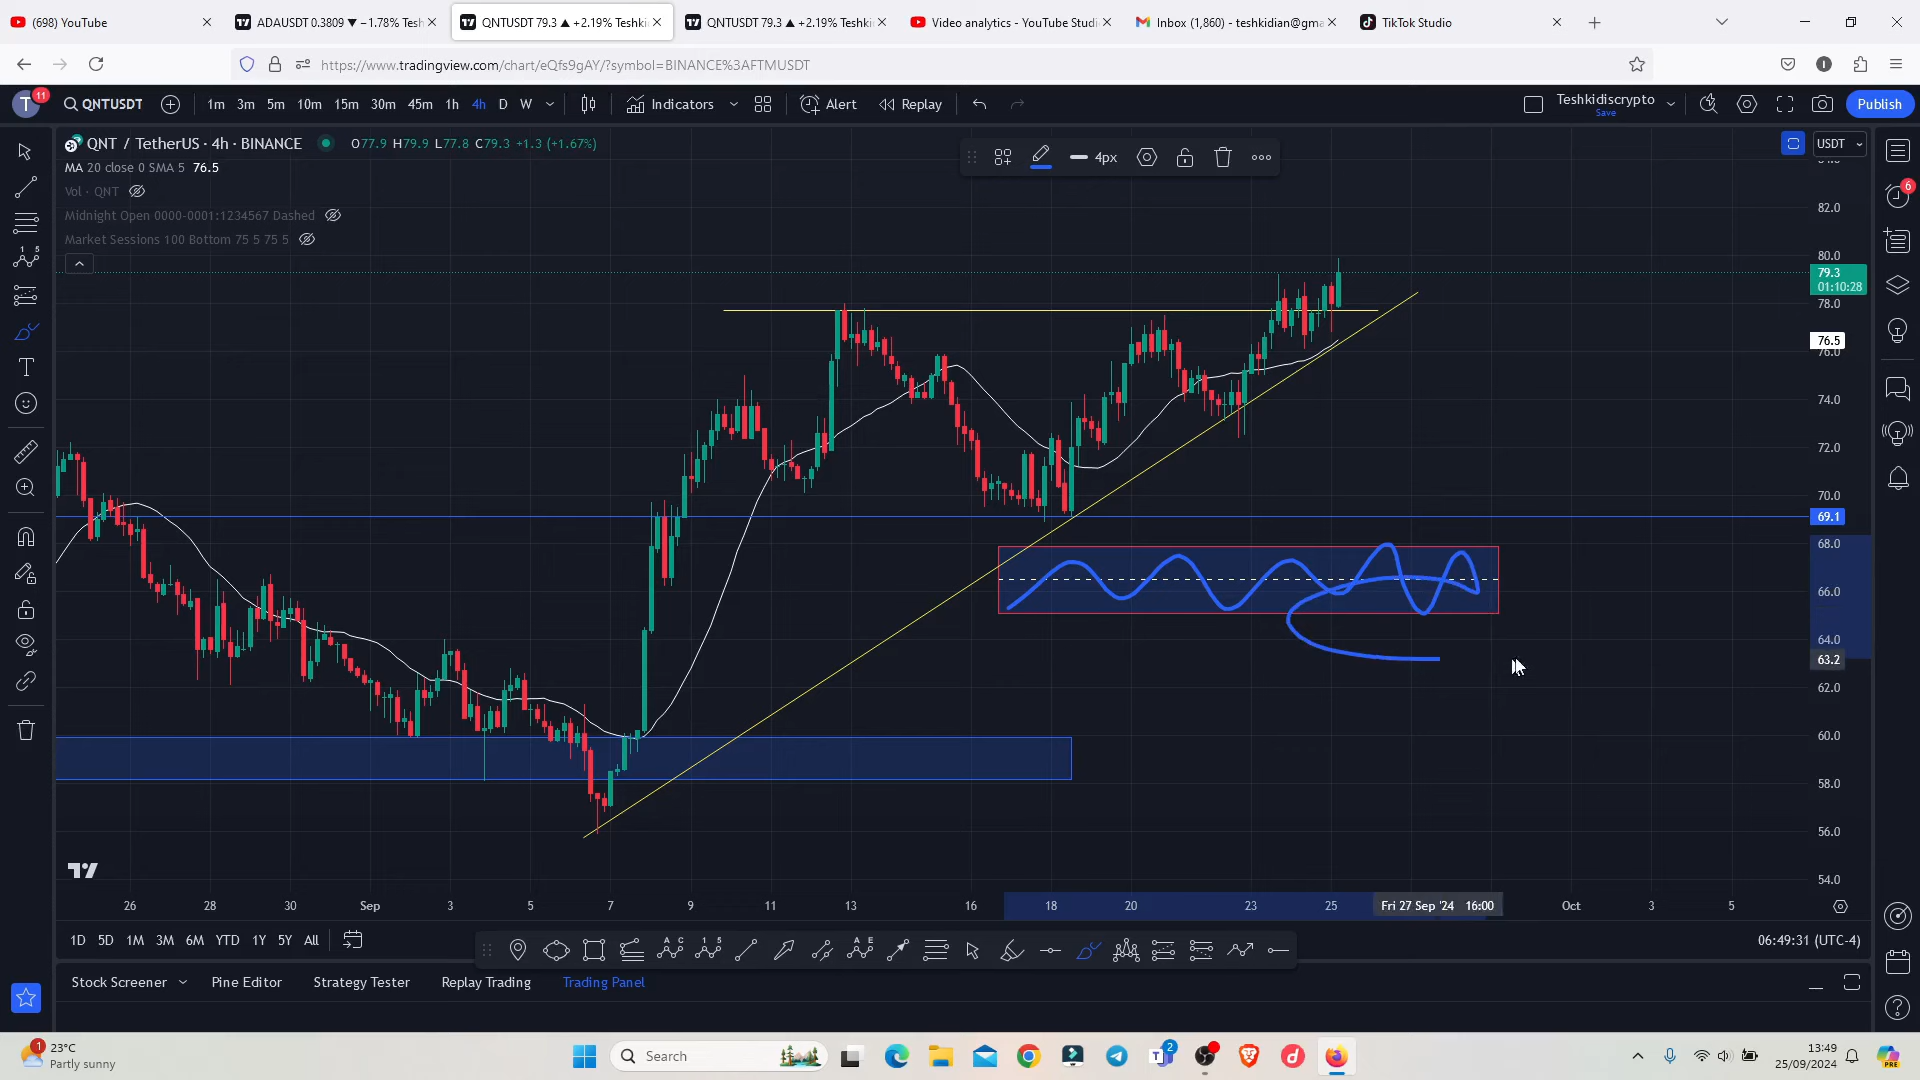 (698) YouTube
ADAUSDT 0.3809 ▼ −1.78% Tesh
QNTUSDT 79.3 ▲ +2.19% Teshki
QNTUSDT 79.3 ▲ +2.19% Teshki
Video analytics - YouTube Studi
Inbox (1,860) - teshkidian@gma
TikTok Studio
https://www.tradingview.com/chart/eQfs9gAY/?symbol=BINANCE%3AFTMUSDT
T
11
QNTUSDT
1m 3m 5m 10m 15m 30m 45m 1h 4h D W
Indicators
Alert
Replay
Teshkidiscrypto
Save
Publish
QNT / TetherUS · 4h · BINANCE
O77.9 H79.9 L77.8 C79.3 +1.3 (+1.67%)
MA 20 close 0 SMA 5 76.5
Vol · QNT
Midnight Open 0000-0001:1234567 Dashed
Market Sessions 100 Bottom 75 5 75 5
4px
USDT
6
82.0
80.0
79.3
01:10:28
78.0
76.5
76.0
74.0
72.0
70.0
69.1
68.0
66.0
64.0
63.2
62.0
60.0
58.0
56.0
54.0
26 28 30 Sep 3 5 7 9 11 13 16 18 20 23 25 Fri 27 Sep '24 16:00 Oct 3 5
1D 5D 1M 3M 6M YTD 1Y 5Y All
06:49:31 (UTC-4)
Stock Screener
Pine Editor
Strategy Tester
Replay Trading
Trading Panel
1
23°C
Partly sunny
Search
2
13:49
25/09/2024
PRE